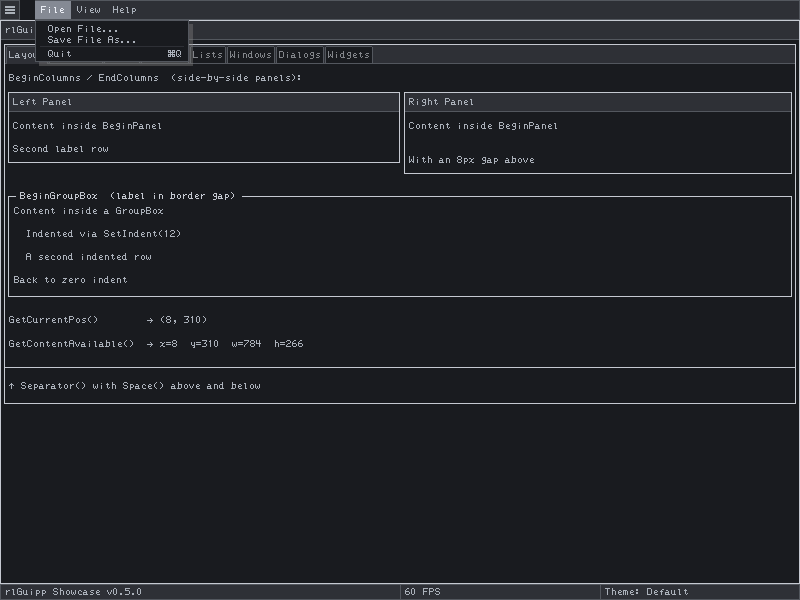 File View Help
rlGui
Open File...
Save File As...
Quit ⌘Q
Layou Lists Windows Dialogs Widgets
BeginColumns / EndColumns (side-by-side panels):
Left Panel
Content inside BeginPanel
Second label row
Right Panel
Content inside BeginPanel
With an 8px gap above
BeginGroupBox (label in border gap)
Content inside a GroupBox
Indented via SetIndent(12)
A second indented row
Back to zero indent
GetCurrentPos() → (8, 310)
GetContentAvailable() → x=8 y=310 w=784 h=266
↑ Separator() with Space() above and below
rlGuipp Showcase v0.5.0
60 FPS
Theme: Default